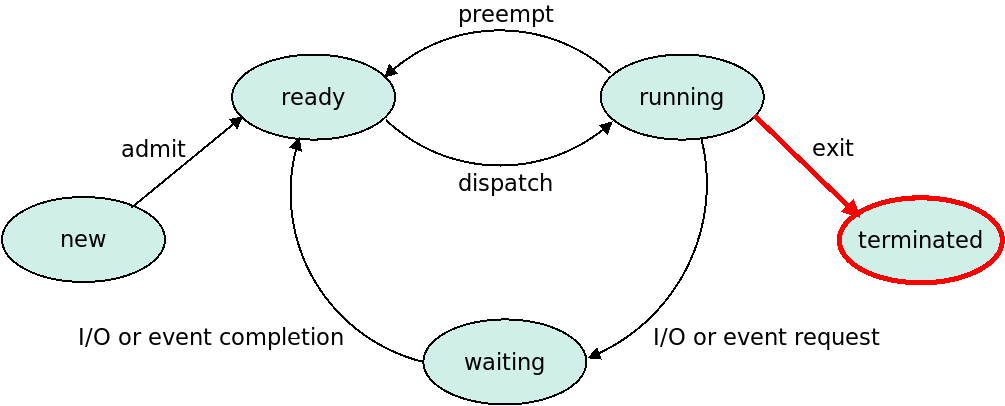 preempt
ready
running
admit
exit
dispatch
new
terminated
I/O or event completion
I/O or event request
waiting